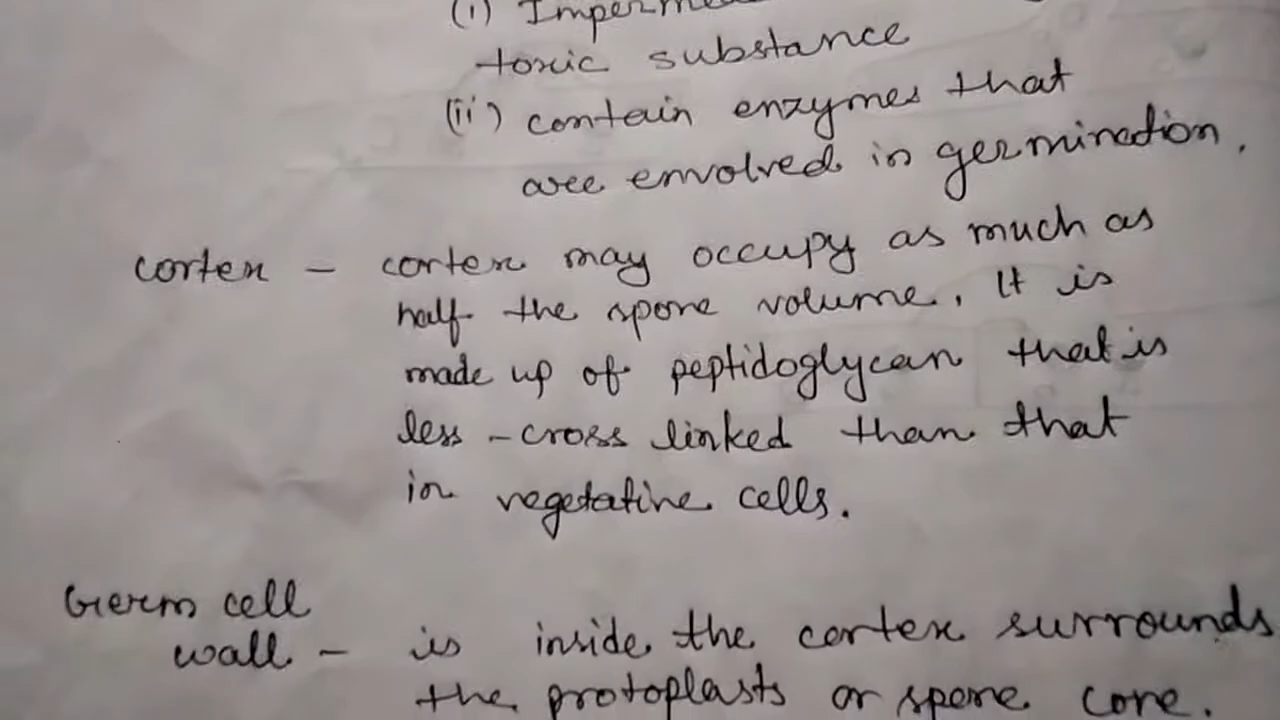 (i)
toxic substance
(ii) contain enzymes that
are envolved in germination.
cortex - cortex may occupy as much as
half the spore volume. It is
made up of peptidoglycan that is
less - cross linked than that
in vegetative cells.
Germ cell
wall - is inside the cortex surrounds
the protoplasts or spore core.